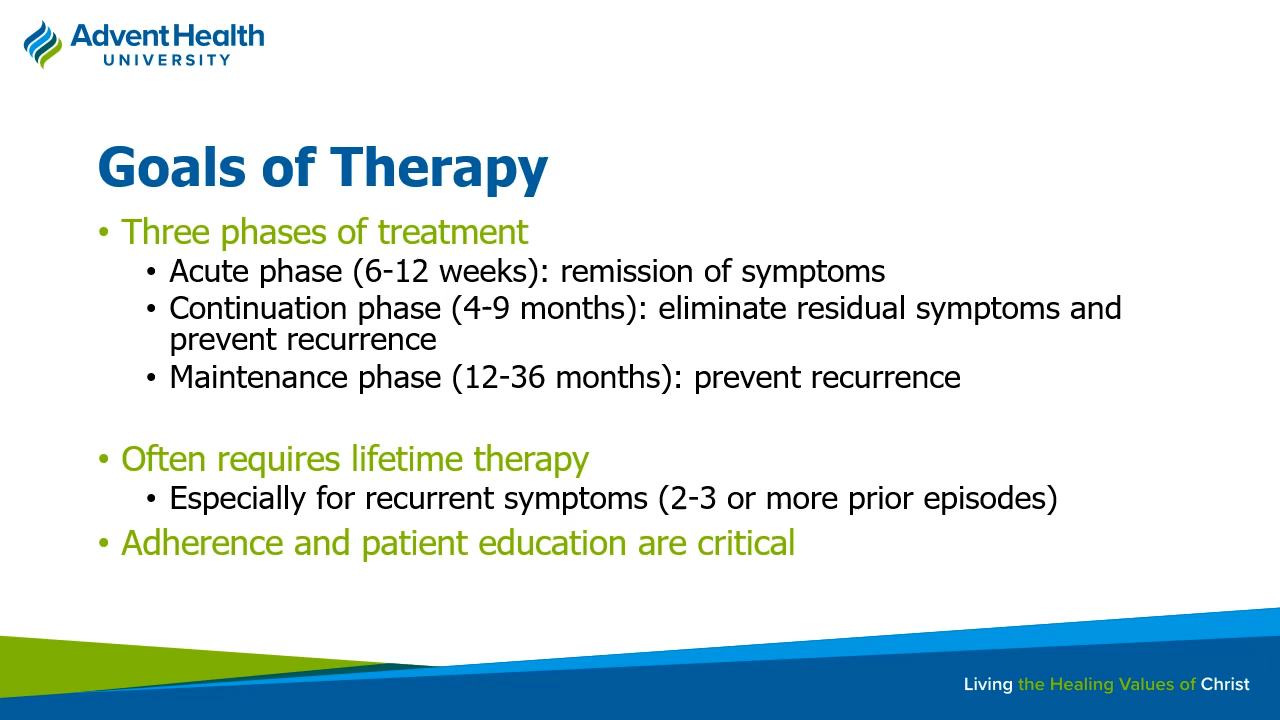 AdventHealth
UNIVERSITY
Goals of Therapy
• Three phases of treatment
• Acute phase (6-12 weeks): remission of symptoms
• Continuation phase (4-9 months): eliminate residual symptoms and
prevent recurrence
• Maintenance phase (12-36 months): prevent recurrence
• Often requires lifetime therapy
• Especially for recurrent symptoms (2-3 or more prior episodes)
• Adherence and patient education are critical
Living the Healing Values of Christ